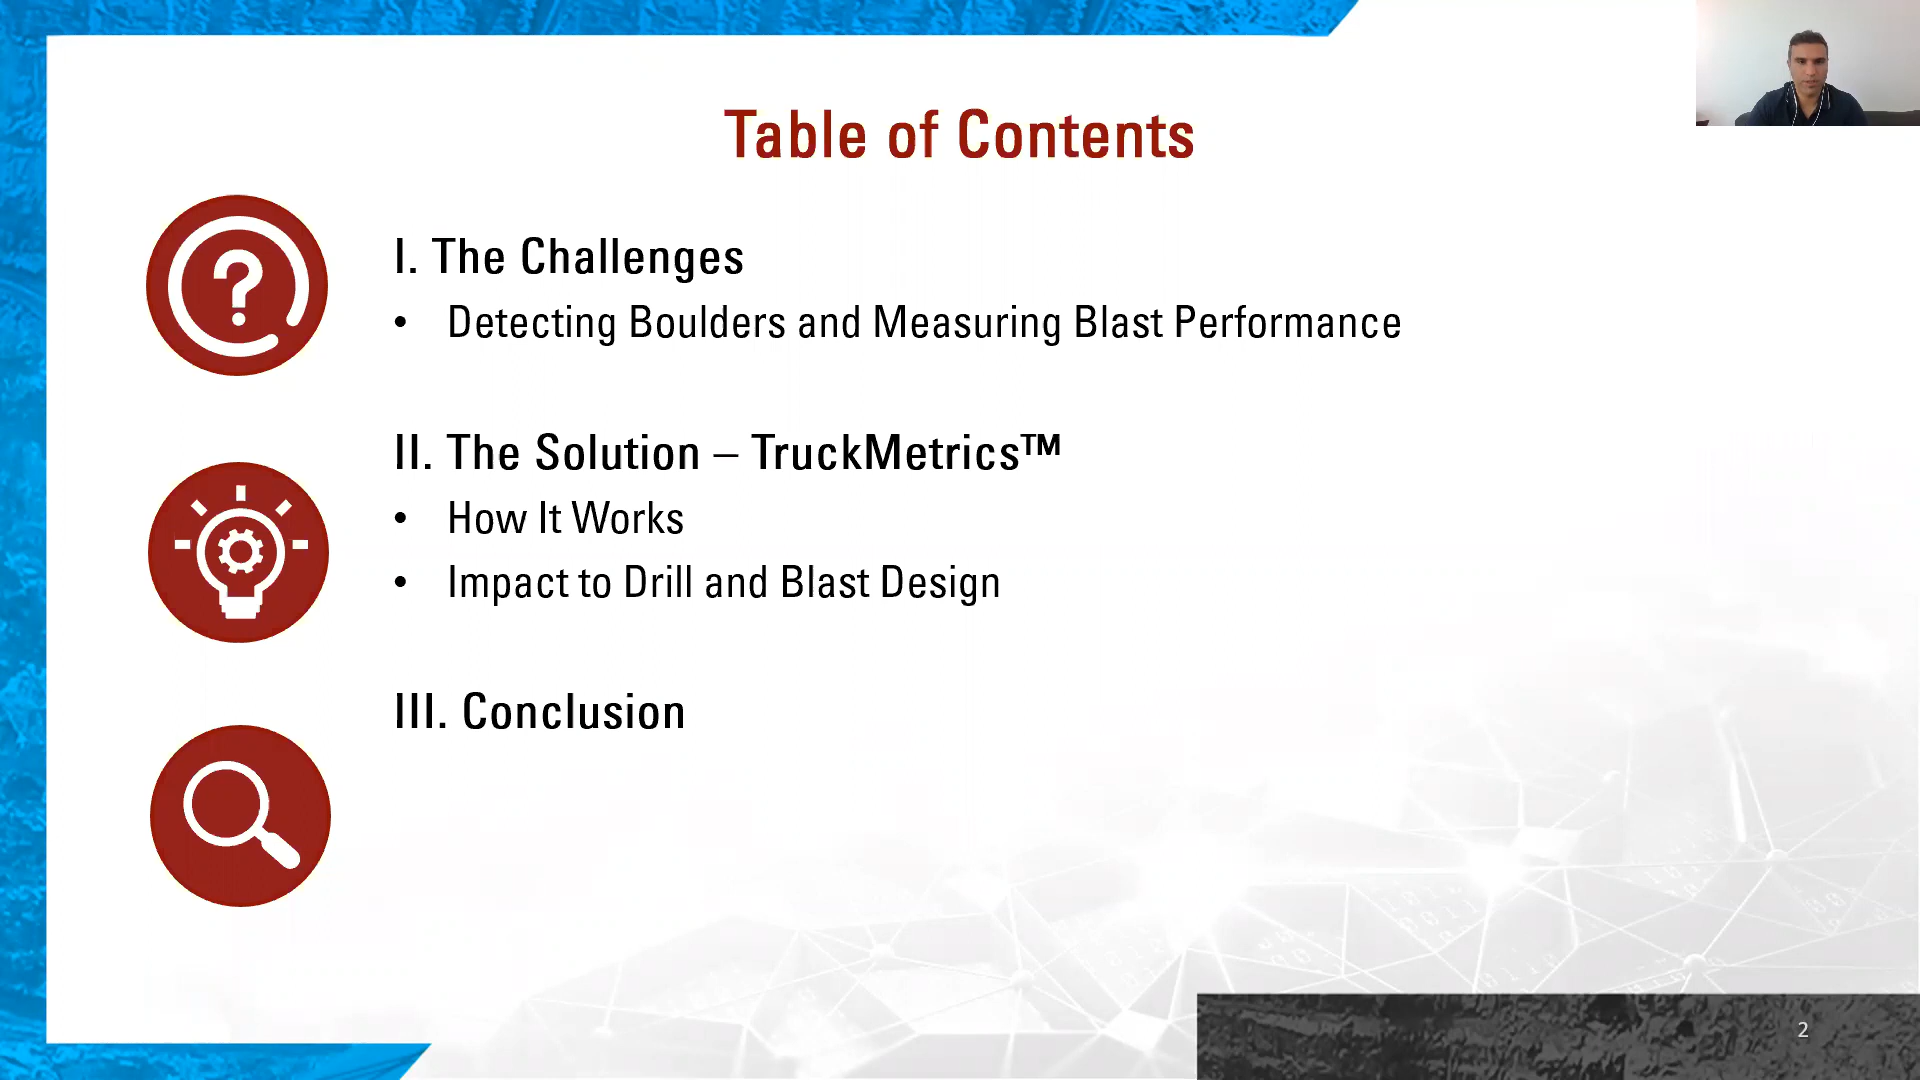 Table of Contents
I. The Challenges
• Detecting Boulders and Measuring Blast Performance
II. The Solution – TruckMetrics™
• How It Works
• Impact to Drill and Blast Design
III. Conclusion
2